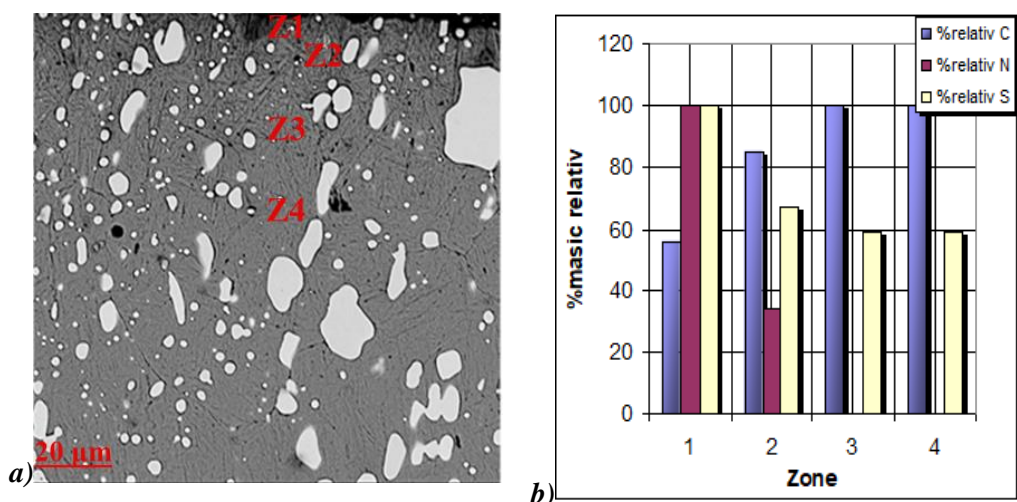 Z1
Z2
Z3
Z4
20 μm
a)
%relativ C
%relativ N
%relativ S
120
100
80
60
40
20
0
%masic relativ
1 2 3 4
Zone
b)